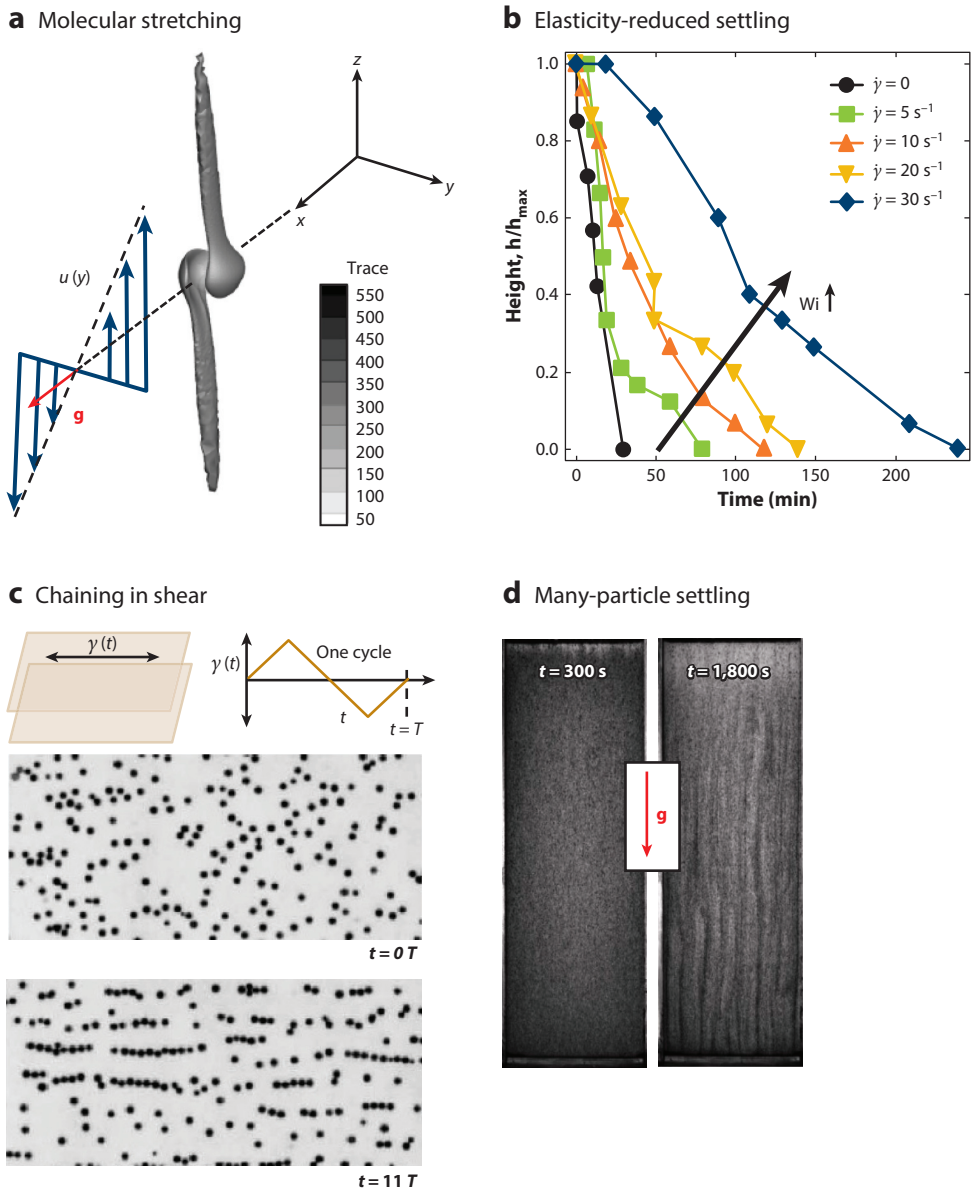 a Molecular stretching
z
y
x
u(y)
g
Trace
550
500
450
400
350
300
250
200
150
100
50
b Elasticity-reduced settling
Height, h/h_max
1.0
0.8
0.6
0.4
0.2
0.0
0
50
100
150
200
Time (min)
γ̇ = 0
γ̇ = 5 s⁻¹
γ̇ = 10 s⁻¹
γ̇ = 20 s⁻¹
γ̇ = 30 s⁻¹
Wi
c Chaining in shear
γ(t)
γ(t)
One cycle
t
t = T
t = 0 T
t = 11 T
d Many-particle settling
t = 300 s
t = 1,800 s
g